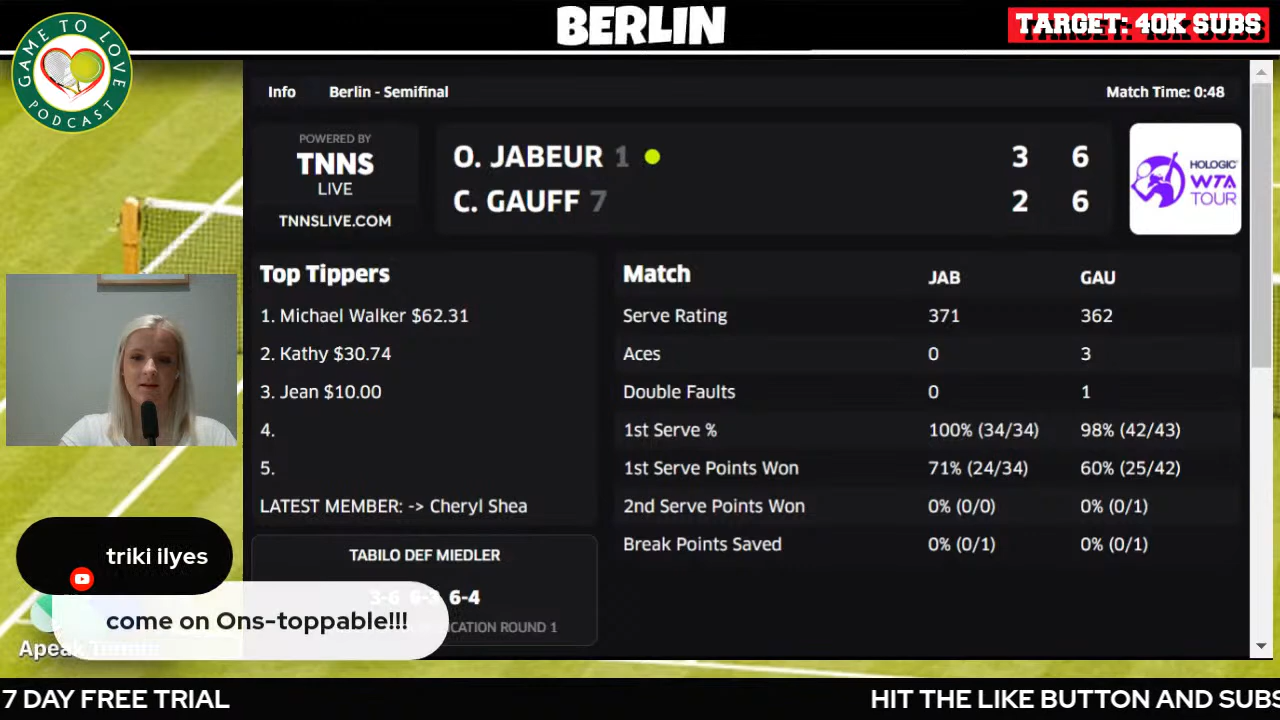 BERLIN
TARGET: 40K SUBS
GAME TO LOVE
PODCAST
Info Berlin - Semifinal Match Time: 0:48
POWERED BY
TNNS
LIVE
TNNSLIVE.COM
O. JABEUR 1 3 6
C. GAUFF 7 2 6
HOLOGIC
WTA
TOUR
Top Tippers
1. Michael Walker $62.31
2. Kathy $30.74
3. Jean $10.00
4.
5.
LATEST MEMBER: -> Cheryl Shea
Match JAB GAU
Serve Rating 371 362
Aces 0 3
Double Faults 0 1
1st Serve % 100% (34/34) 98% (42/43)
1st Serve Points Won 71% (24/34) 60% (25/42)
2nd Serve Points Won 0% (0/0) 0% (0/1)
Break Points Saved 0% (0/1) 0% (0/1)
TABILO DEF MIEDLER
3-6 6-4
ROUND 1
triki ilyes
come on Ons-toppable!!!
7 DAY FREE TRIAL
HIT THE LIKE BUTTON AND SUBS